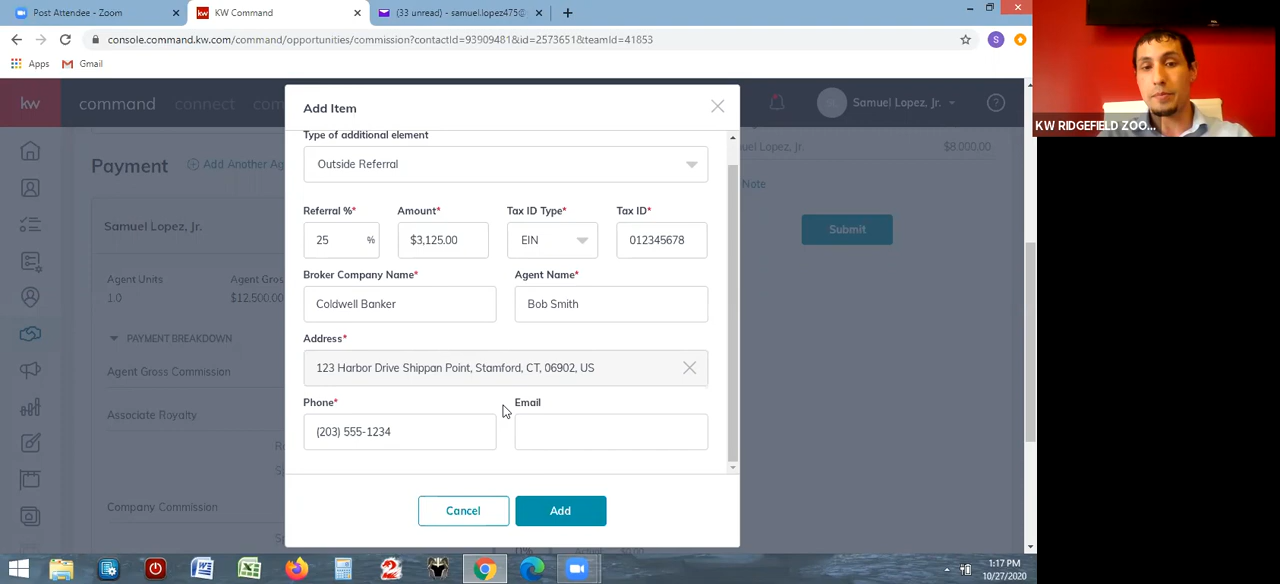 Post Attendee - Zoom
KW Command
(33 unread) - samuel.lopez475@
console.command.kw.com/command/opportunities/commission?contactId=93909481&id=2573651&teamId=41853
S
Apps
Gmail
kw
command
connect
com
Samuel Lopez, Jr.
KW RIDGEFIELD ZOO...
Add Item
Type of additional element
Outside Referral
Payment
Add Another Ag
uel Lopez, Jr.
$8,000.00
Note
Submit
Samuel Lopez, Jr.
Referral %*
Amount*
Tax ID Type*
Tax ID*
25
%
$3,125.00
EIN
012345678
Agent Units
Agent Gros
1.0
$12,500.0
Broker Company Name*
Agent Name*
Coldwell Banker
Bob Smith
PAYMENT BREAKDOWN
Address*
123 Harbor Drive Shippan Point, Stamford, CT, 06902, US
Agent Gross Commission
Phone*
Email
Associate Royalty
(203) 555-1234
Company Commission
Cancel
Add
1:17 PM
10/27/2020